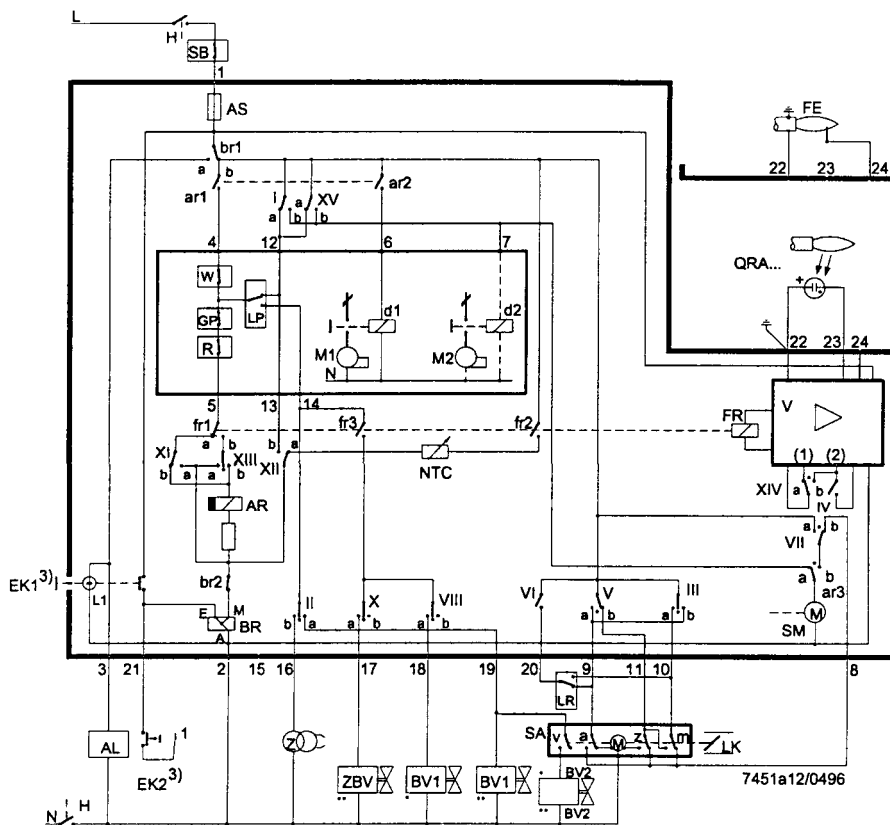 L
H
SB
1
AS
FE
22 23 24
br1
a b
ar1
ar2
i
a b
XV
a b
4 12 6 7
W
GP
R
LP
d1
M1
N
d2
M2
QRA...
+
22 23 24
V
FR
5 13 14
fr1
a b
fr3
fr2
XI
b a
XIII
a b
b a
XII
NTC
(1) (2)
XIV
a b
IV
AR
a b
VII
a b
ar3
M
SM
EK1 3)
L1
br2
E M
BR
A
II
b a
X
a b
VIII
a b
VI
V
a b
III
a b
3 21 2 15 16 17 18 19 20 9 11 10 8
LR
AL
1
EK2 3)
Z
SA
v a M z m
LK
ZBV
BV1
BV1
BV2
BV2
7451a12/0496
N H